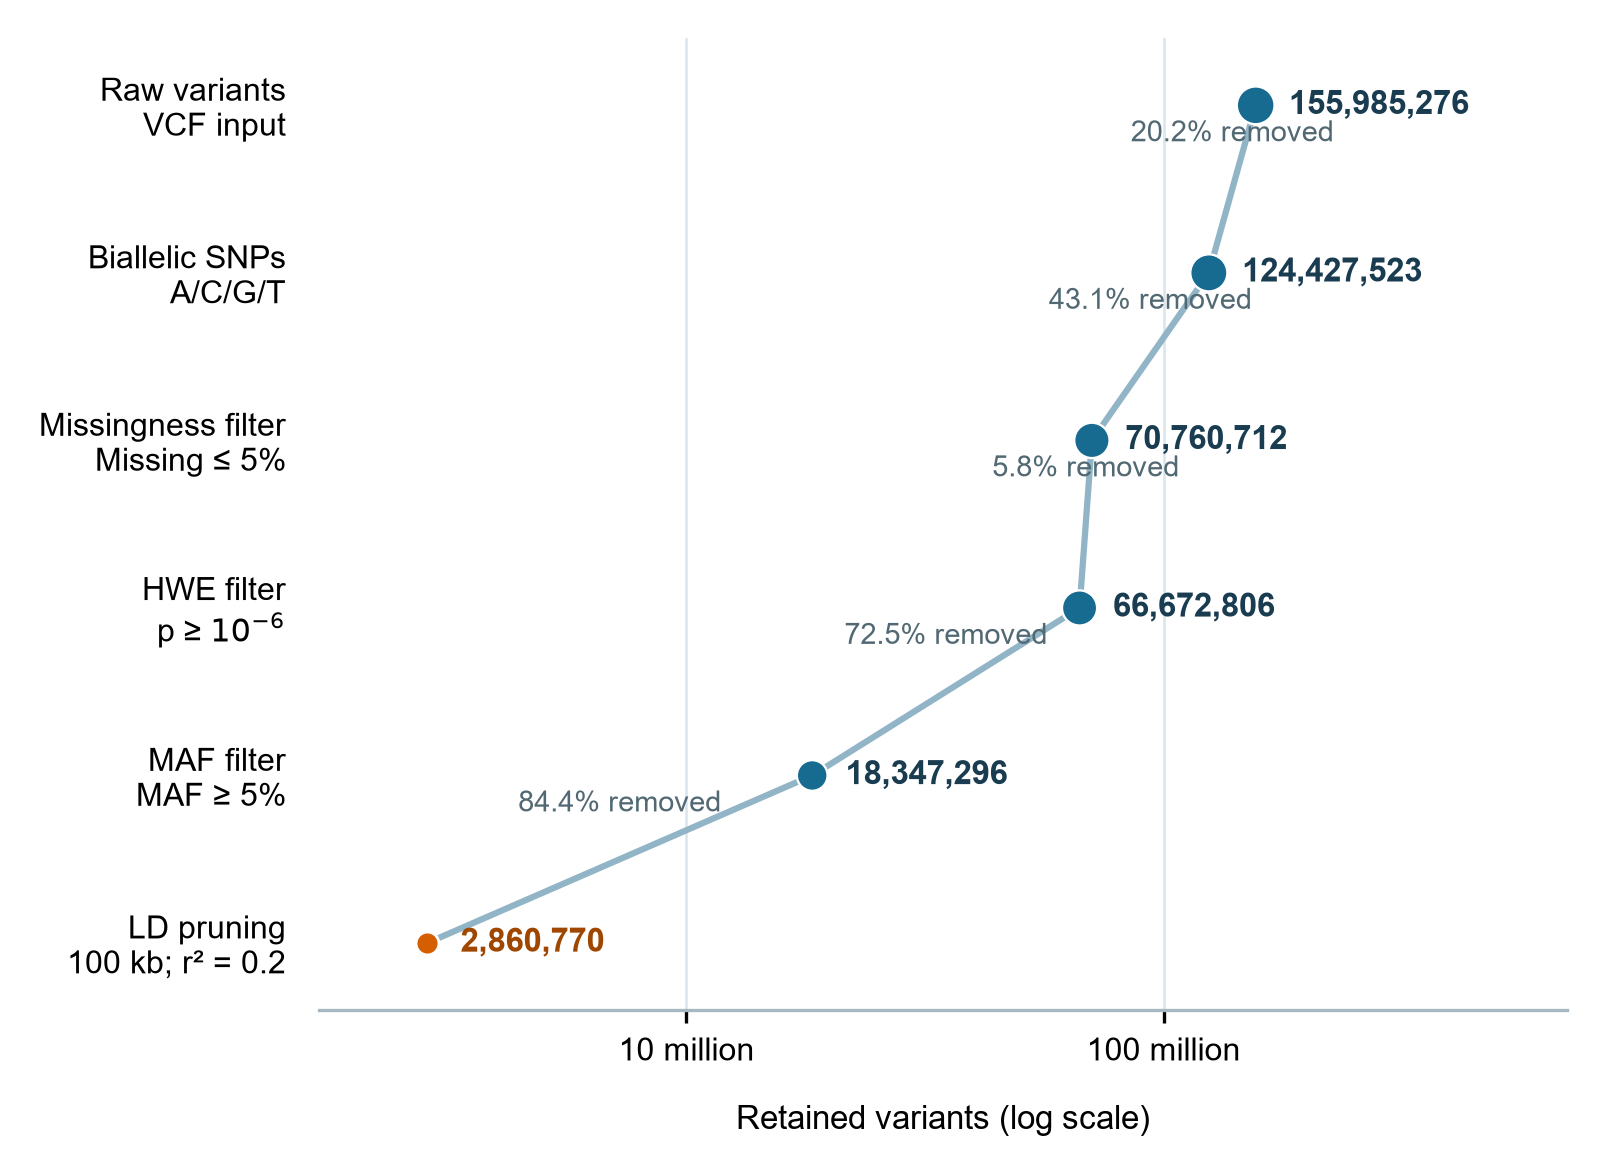 Raw variants
VCF input
155,985,276
20.2% removed
Biallelic SNPs
A/C/G/T
124,427,523
43.1% removed
Missingness filter
Missing ≤ 5%
70,760,712
5.8% removed
HWE filter
p ≥ 10⁻⁶
66,672,806
72.5% removed
MAF filter
MAF ≥ 5%
18,347,296
84.4% removed
LD pruning
100 kb; r² = 0.2
2,860,770
10 million
100 million
Retained variants (log scale)